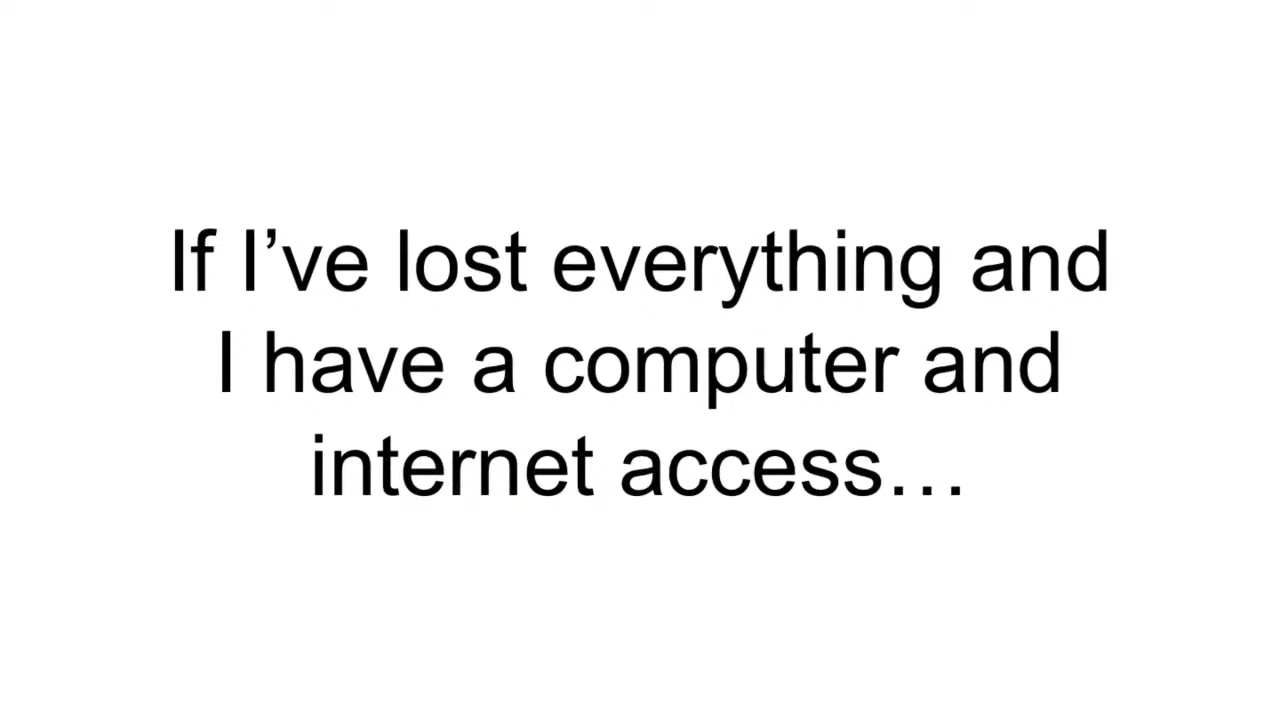 If I’ve lost everything and
I have a computer and
internet access…